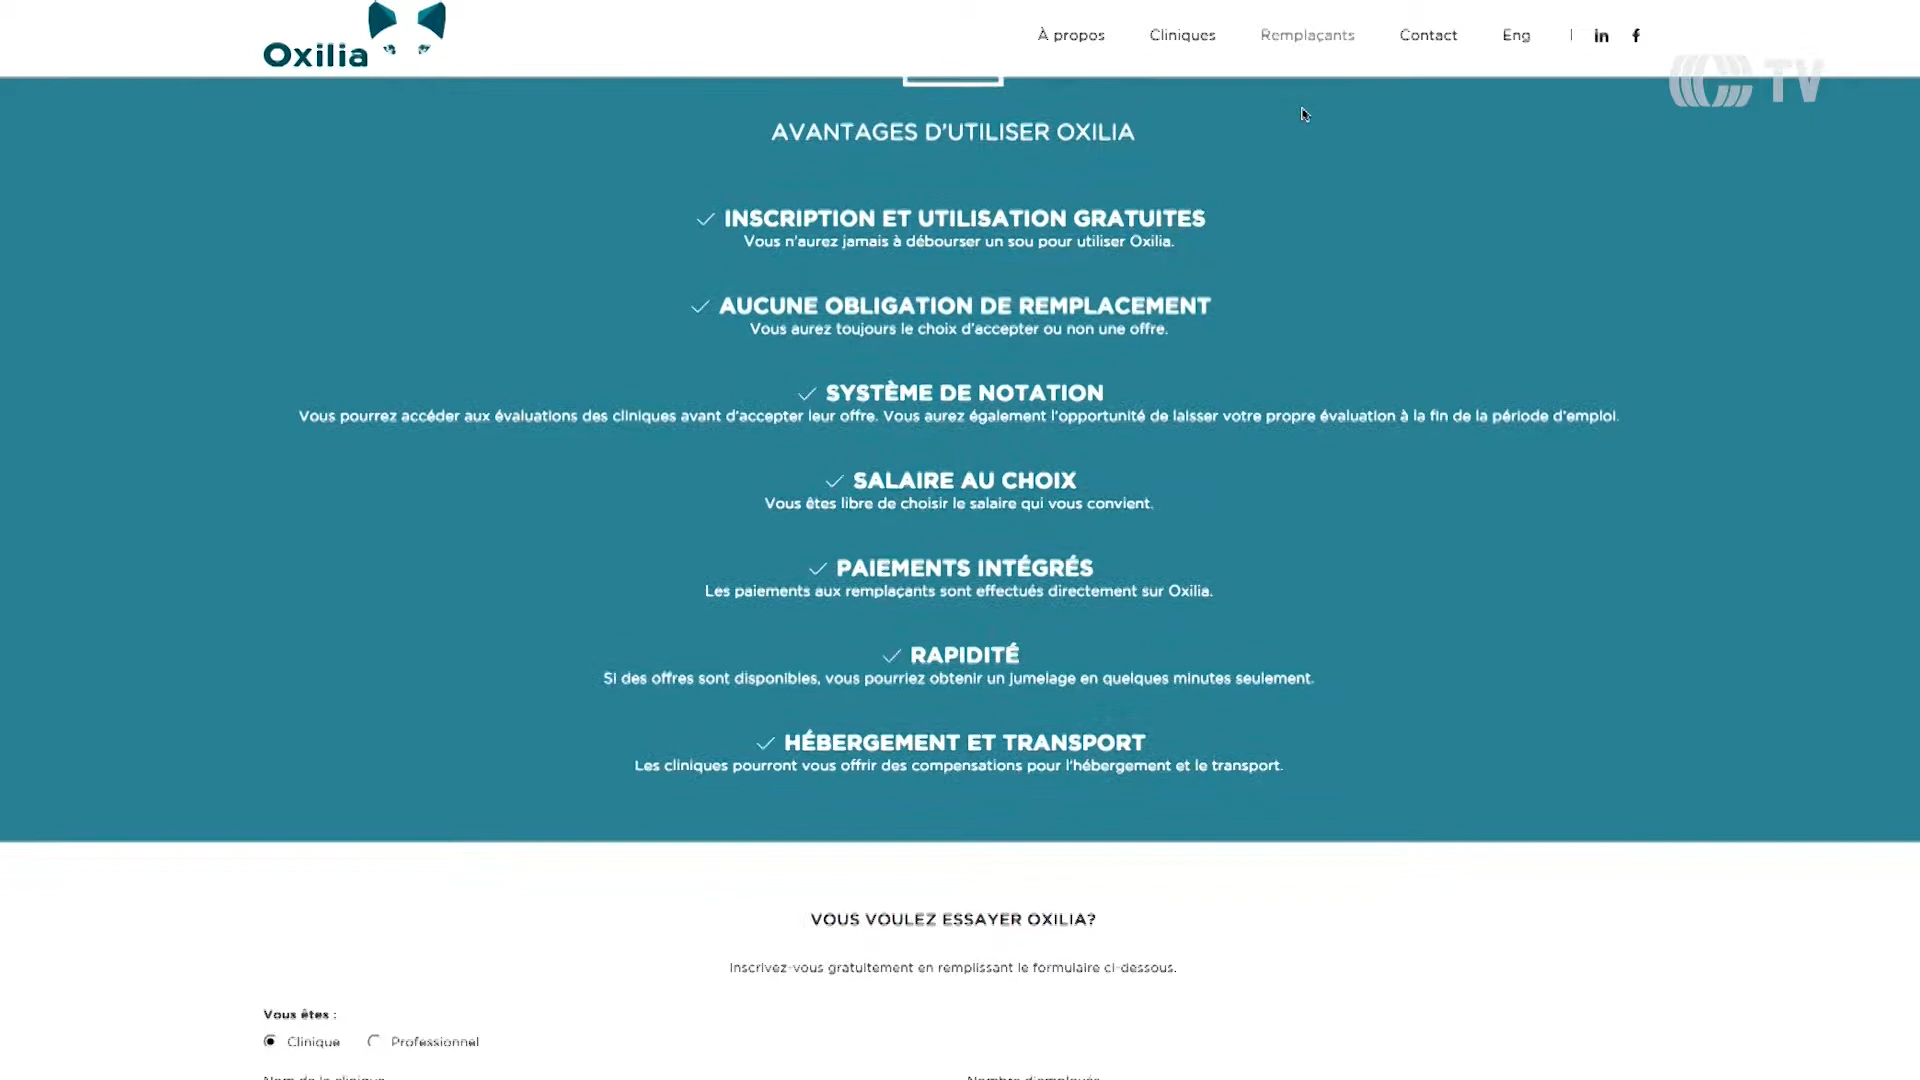 Oxilia
À propos Cliniques Remplaçants Contact Eng | in f
TV
AVANTAGES D'UTILISER OXILIA
INSCRIPTION ET UTILISATION GRATUITES
Vous n'aurez jamais à débourser un sou pour utiliser Oxilia.
AUCUNE OBLIGATION DE REMPLACEMENT
Vous aurez toujours le choix d'accepter ou non une offre.
SYSTÈME DE NOTATION
Vous pourrez accéder aux évaluations des cliniques avant d'accepter leur offre. Vous aurez également l'opportunité de laisser votre propre évaluation à la fin de la période d'emploi.
SALAIRE AU CHOIX
Vous êtes libre de choisir le salaire qui vous convient.
PAIEMENTS INTÉGRÉS
Les paiements aux remplaçants sont effectués directement sur Oxilia.
RAPIDITÉ
Si des offres sont disponibles, vous pourriez obtenir un jumelage en quelques minutes seulement.
HÉBERGEMENT ET TRANSPORT
Les cliniques pourront vous offrir des compensations pour l'hébergement et le transport.
VOUS VOULEZ ESSAYER OXILIA?
Inscrivez-vous gratuitement en remplissant le formulaire ci-dessous.
Vous êtes :
Clinique Professionnel
Nom de la clinique Nombre d'employés